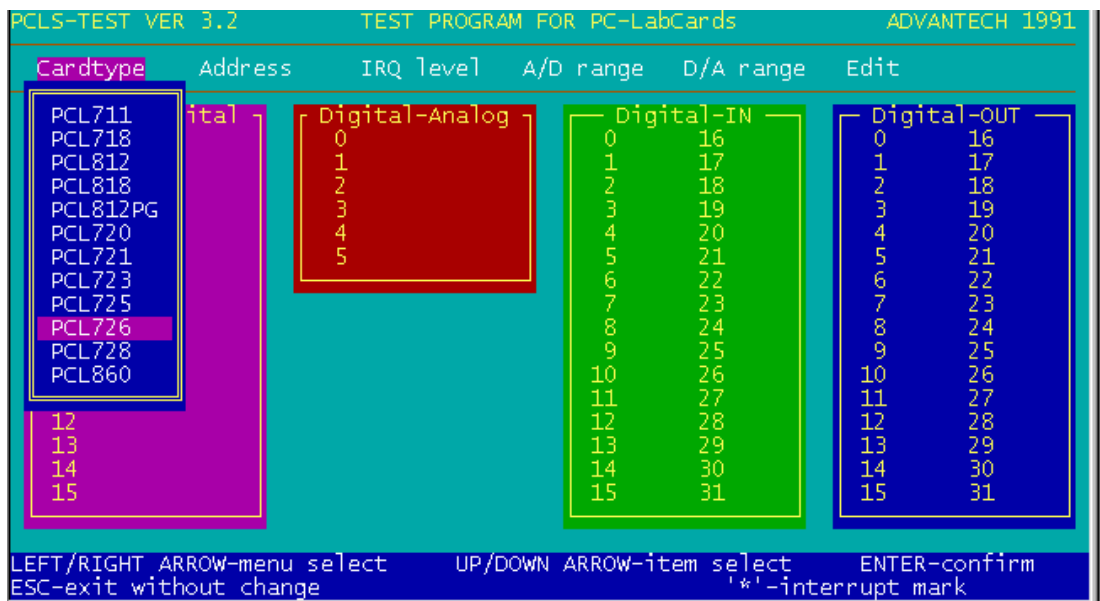 PCLS-TEST VER 3.2 TEST PROGRAM FOR PC-LabCards ADVANTECH 1991
Cardtype Address IRQ level A/D range D/A range Edit
PCL711
PCL718
PCL812
PCL818
PCL812PG
PCL720
PCL721
PCL723
PCL725
PCL726
PCL728
PCL860
ital
12
13
14
15
Digital-Analog
0
1
2
3
4
5
Digital-IN
0 16
1 17
2 18
3 19
4 20
5 21
6 22
7 23
8 24
9 25
10 26
11 27
12 28
13 29
14 30
15 31
Digital-OUT
0 16
1 17
2 18
3 19
4 20
5 21
6 22
7 23
8 24
9 25
10 26
11 27
12 28
13 29
14 30
15 31
LEFT/RIGHT ARROW-menu select UP/DOWN ARROW-item select ENTER-confirm
ESC-exit without change '*'-interrupt mark